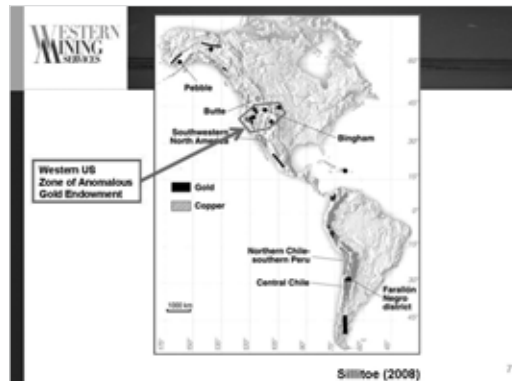 WESTERN
MINING
SERVICES
Pebble
Butte
Bingham
Southwestern
North America
Western US
Zone of Anomalous
Gold Endowment
Gold
Copper
Northern Chile-
southern Peru
Central Chile
Farallón
Negro
district
1000 km
Sillitoe (2008)
7